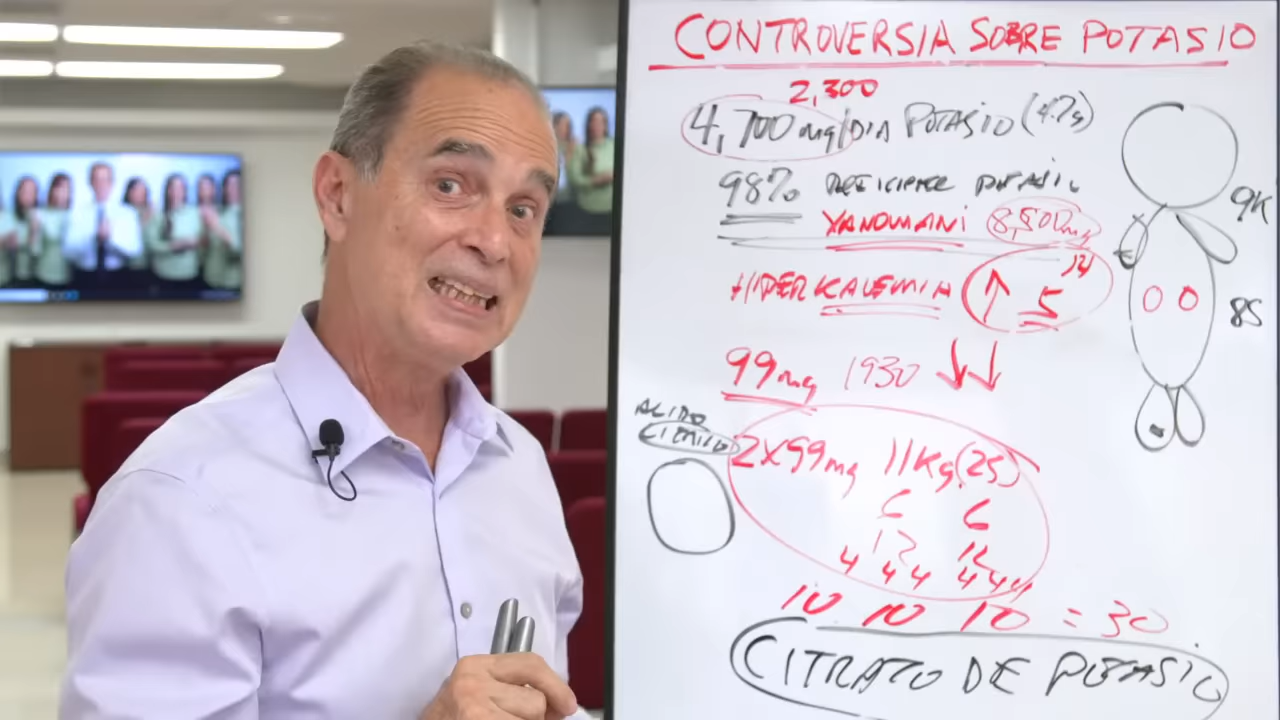 CONTROVERSIA SOBRE POTASIO
2,300
4,700 mg/DIA POTASIO (4.7g)
98% DEFICIENCE POTASIO
YANOMANI 8,500mg
9K
HIPERKALEMIA ↑ 5
85
99mg 1930 ↓↓
ACIDO
CITRICO
2X99mg 11Kg(25)
6 6
12 12
4 4 4 4 4 4
10 10 10 = 30
CITRATO DE POTASIO